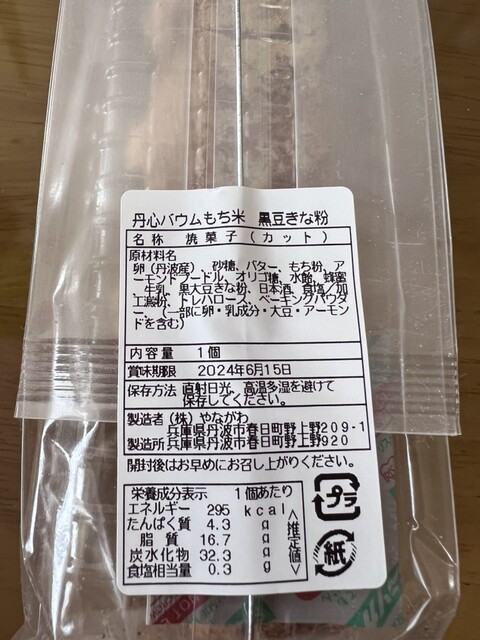 丹心バウムもち米 黒豆きな粉
名称 焼菓子(カット)
原材料名
卵(丹波産)、砂糖、バター、もち粉、ア
ーモンドプードル、オリゴ糖、水飴、蜂蜜
、牛乳、黒大豆きな粉、日本酒、食塩/加
工澱粉、トレハロース、ベーキングパウダ
ー、(一部に卵・乳成分・大豆・アーモン
ドを含む)
内容量 1個
賞味期限 2024年6月15日
保存方法 直射日光、高温多湿を避けて
保存してください。
製造者 (株)やながわ
兵庫県丹波市春日町野上野209-1
製造所 兵庫県丹波市春日町野上野920
開封後はお早めにお召し上がりください。
栄養成分表示 1個あたり
エネルギー 295 kcal
たんぱく質 4.3 g
脂質 16.7 g
炭水化物 32.3 g
食塩相当量 0.3 g
<推定値>
プラ
紙